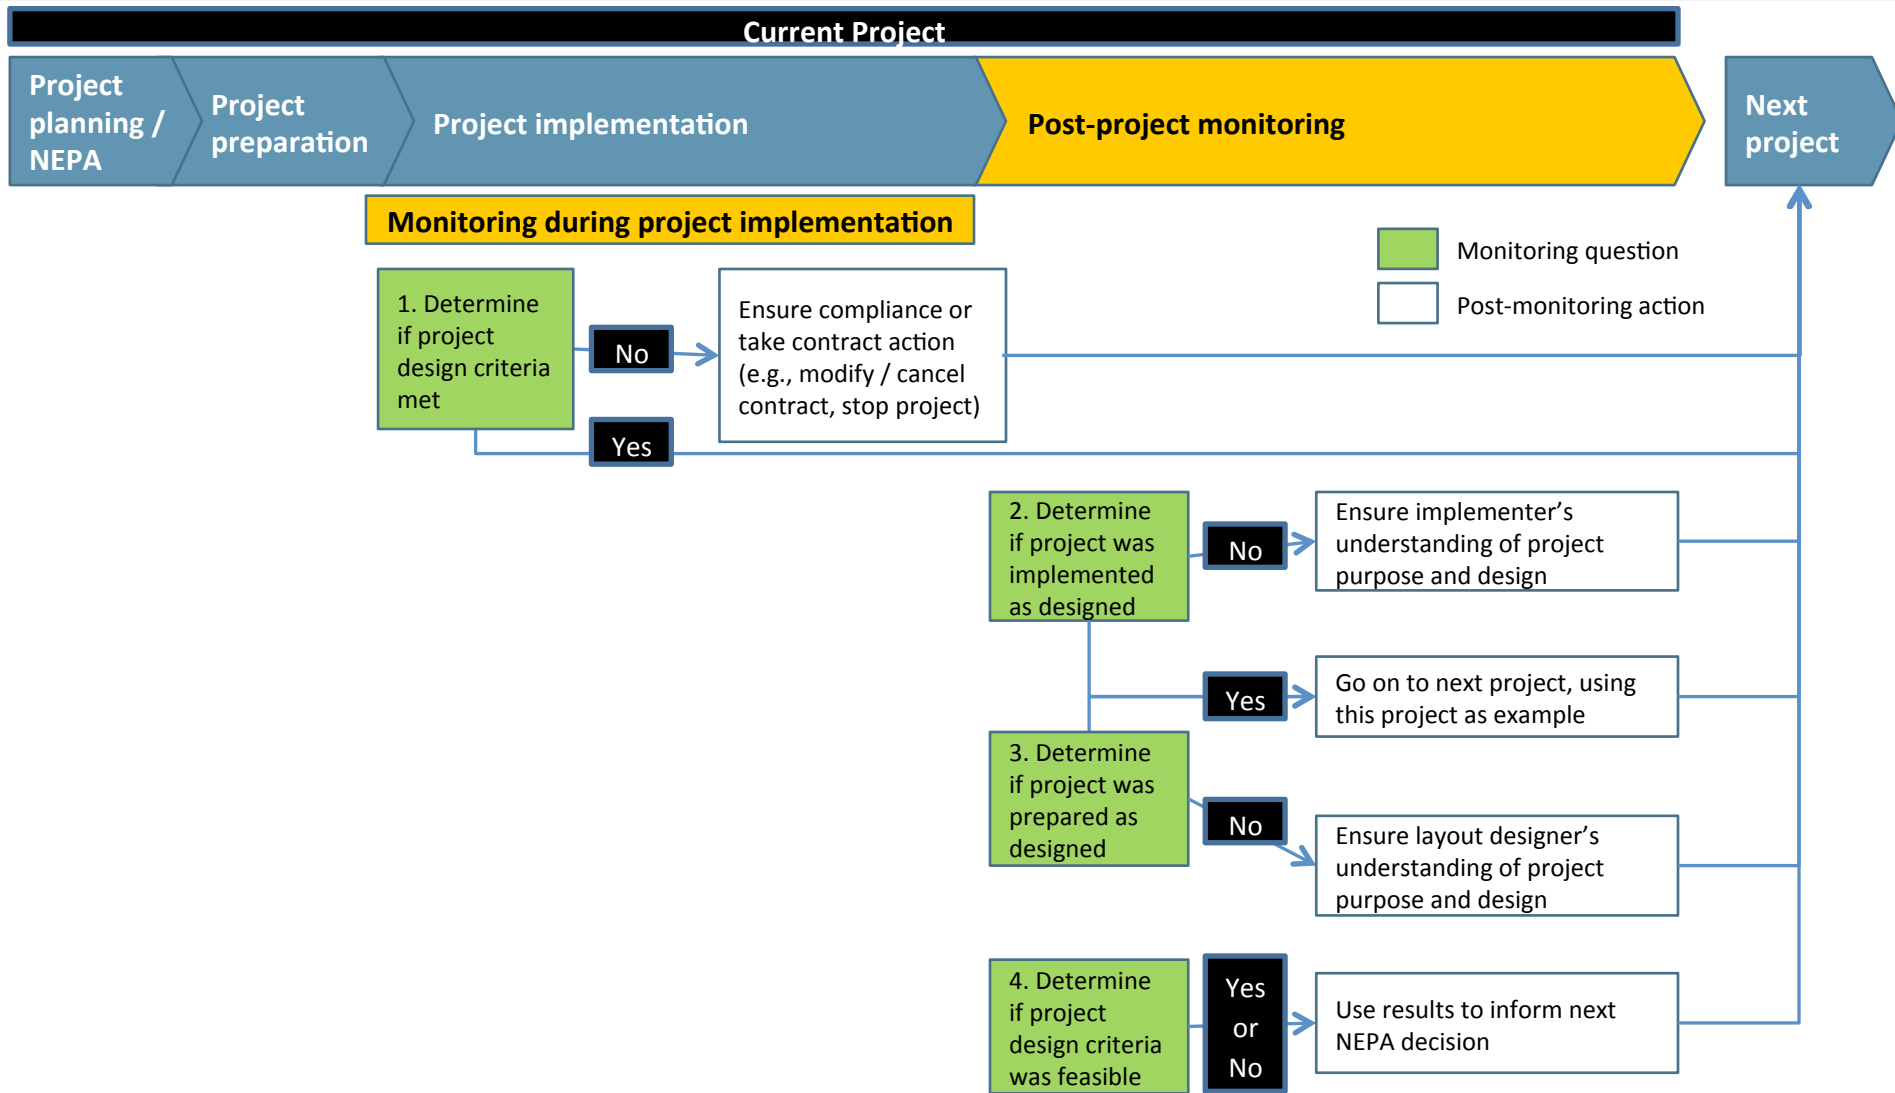 Current Project
Project
planning /
NEPA
Project
preparation
Project implementation
Post-project monitoring
Next
project
Monitoring during project implementation
Monitoring question
Post-monitoring action
1. Determine
if project
design criteria
met
No
Ensure compliance or
take contract action
(e.g., modify / cancel
contract, stop project)
Yes
2. Determine
if project was
implemented
as designed
No
Ensure implementer’s
understanding of project
purpose and design
Yes
Go on to next project, using
this project as example
3. Determine
if project was
prepared as
designed
No
Ensure layout designer’s
understanding of project
purpose and design
4. Determine
if project
design criteria
was feasible
Yes
or
No
Use results to inform next
NEPA decision